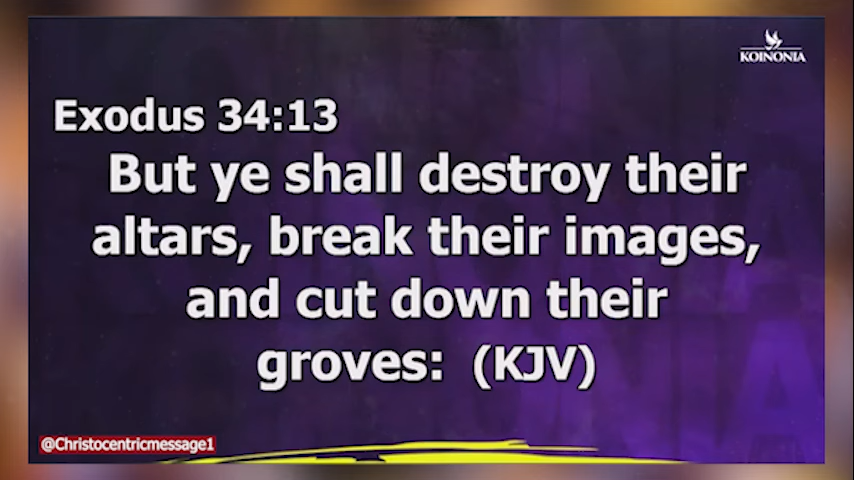 KOINONIA
Exodus 34:13
But ye shall destroy their
altars, break their images,
and cut down their
groves: (KJV)
@Christocentricmessage1